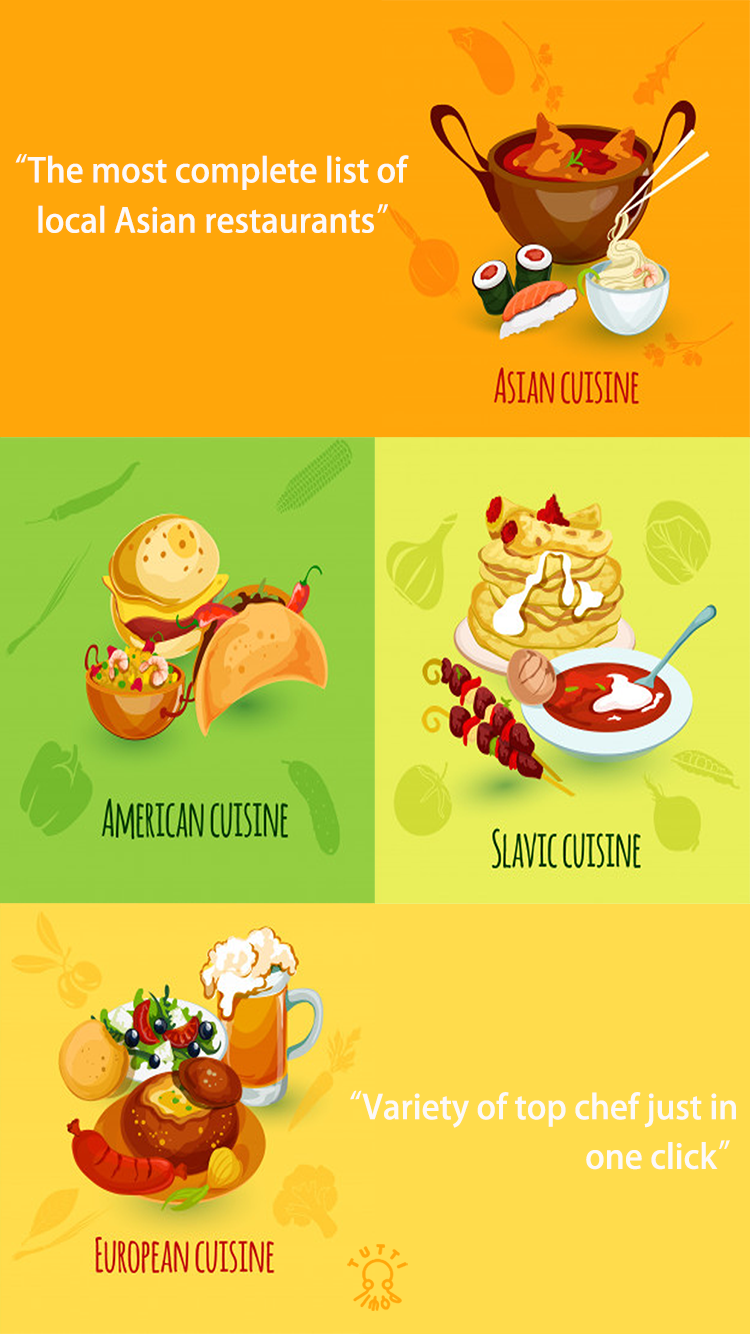 “The most complete list of
local Asian restaurants”
ASIAN CUISINE
AMERICAN CUISINE
SLAVIC CUISINE
“Variety of top chef just in
one click”
EUROPEAN CUISINE
TUTTI